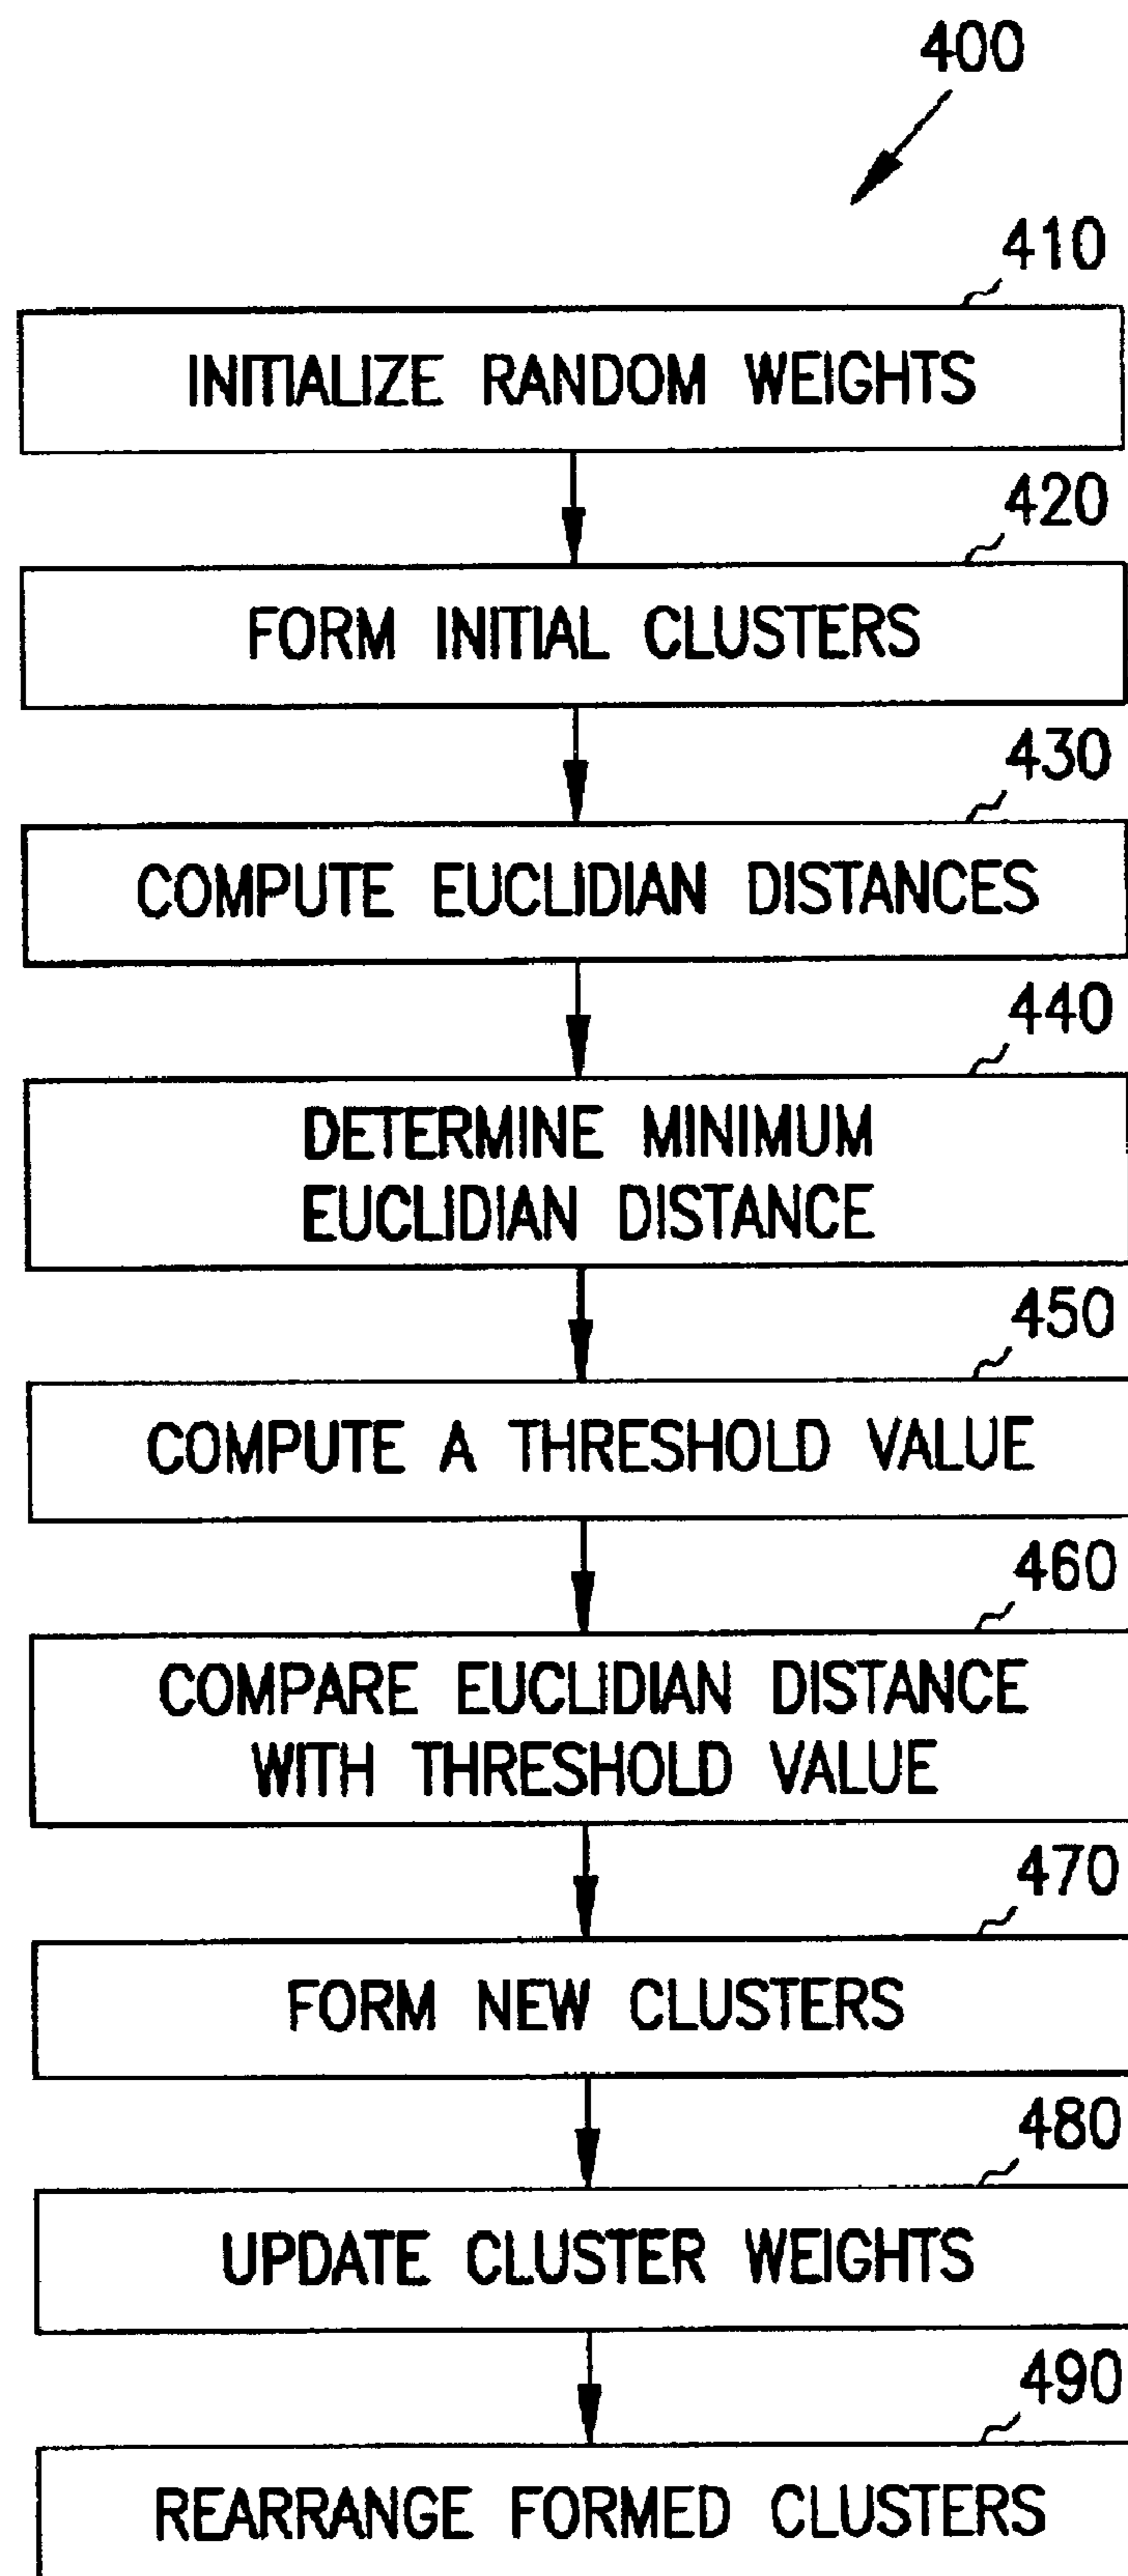 400
410
INITIALIZE RANDOM WEIGHTS
420
FORM INITIAL CLUSTERS
430
COMPUTE EUCLIDIAN DISTANCES
440
DETERMINE MINIMUM
EUCLIDIAN DISTANCE
450
COMPUTE A THRESHOLD VALUE
460
COMPARE EUCLIDIAN DISTANCE
WITH THRESHOLD VALUE
470
FORM NEW CLUSTERS
480
UPDATE CLUSTER WEIGHTS
490
REARRANGE FORMED CLUSTERS